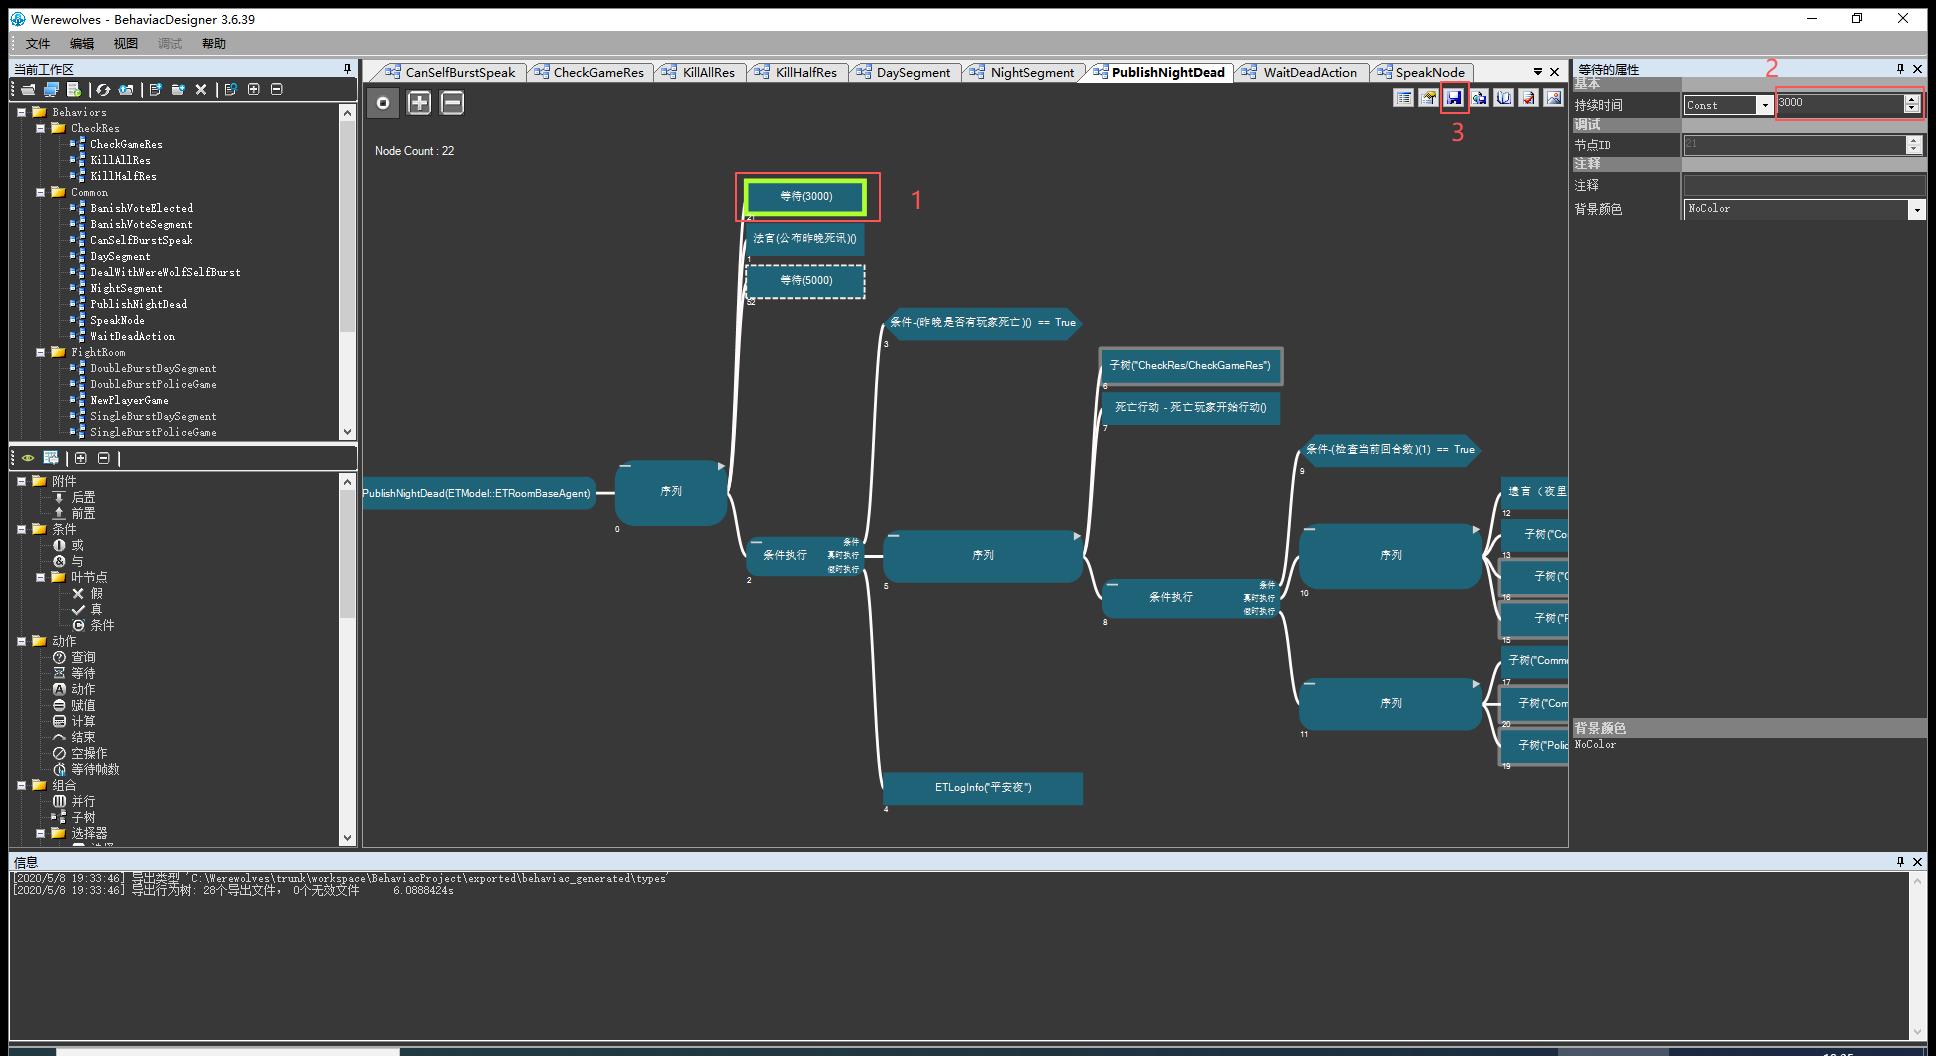 Werewolves - BehaviacDesigner 3.6.39
文件 编辑 视图 调试 帮助
当前工作区
Behaviors
CheckRes
CheckGameRes
KillAllRes
KillHalfRes
Common
BanishVoteElected
BanishVoteSegment
CanSelfBurstSpeak
DaySegment
DealWithWereWolfSelfBurst
NightSegment
PublishNightDead
SpeakNode
WaitDeadAction
FightRoom
DoubleBurstDaySegment
DoubleBurstPoliceGame
NewPlayerGame
SingleBurstDaySegment
SingleBurstPoliceGame
附件
后置
前置
条件
或
与
叶节点
假
真
条件
动作
查询
等待
动作
赋值
计算
结束
空操作
等待帧数
组合
并行
子树
选择器
CanSelfBurstSpeak CheckGameRes KillAllRes KillHalfRes DaySegment NightSegment PublishNightDead WaitDeadAction SpeakNode
3
Node Count : 22
等待(3000)
1
21
法官(公布昨晚死讯)()
1
等待(5000)
52
条件-(昨晚是否有玩家死亡)() == True
3
子树("CheckRes/CheckGameRes")
6
死亡行动 - 死亡玩家开始行动()
7
条件-(检查当前回合数)(1) == True
9
PublishNightDead(ETModel::ETRoomBaseAgent)
序列
0
遗言（夜里
12
条件执行
条件
真时执行
假时执行
2
序列
5
序列
10
子树("Co
13
子树("C
16
子树("F
15
条件执行
条件
真时执行
假时执行
8
序列
11
子树("Comm
17
子树("Com
20
子树("Polic
19
ETLogInfo("平安夜")
4
等待的属性
2
基本
持续时间 Const 3000
调试
节点ID 21
注释
注释
背景颜色 NoColor
背景颜色
NoColor
信息
[2020/5/8 19:33:46] 导出类型 'C:\Werewolves\trunk\workspace\BehaviacProject\exported\behaviac_generated\types'
[2020/5/8 19:33:46] 导出行为树: 28个导出文件， 0个无效文件 6.0888424s